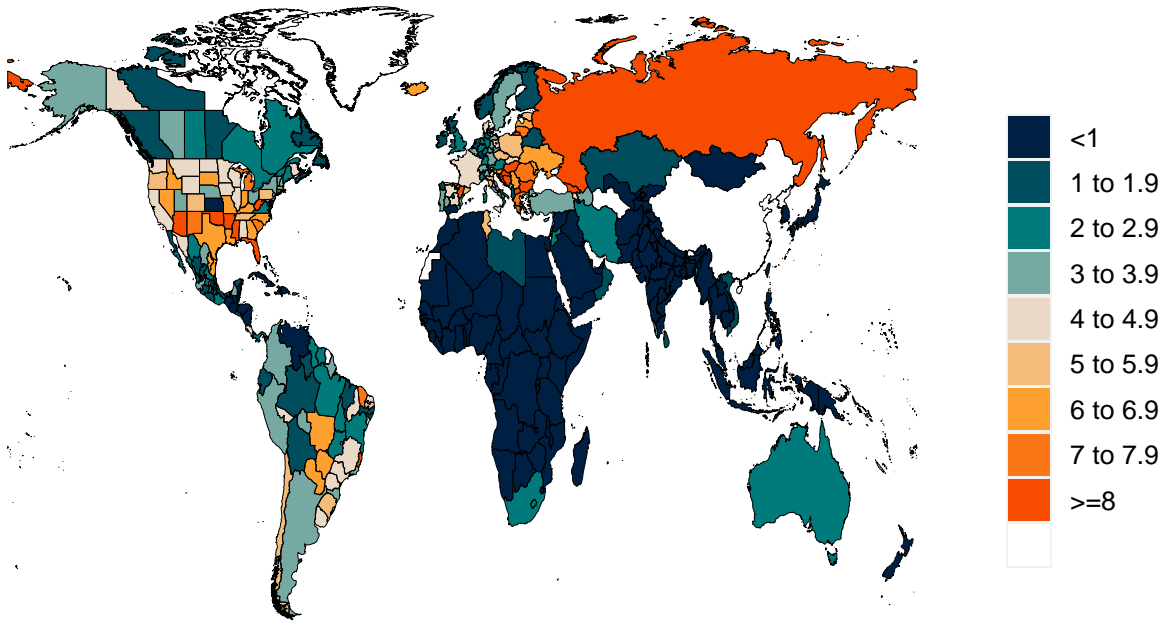 <1
1 to 1.9
2 to 2.9
3 to 3.9
4 to 4.9
5 to 5.9
6 to 6.9
7 to 7.9
>=8